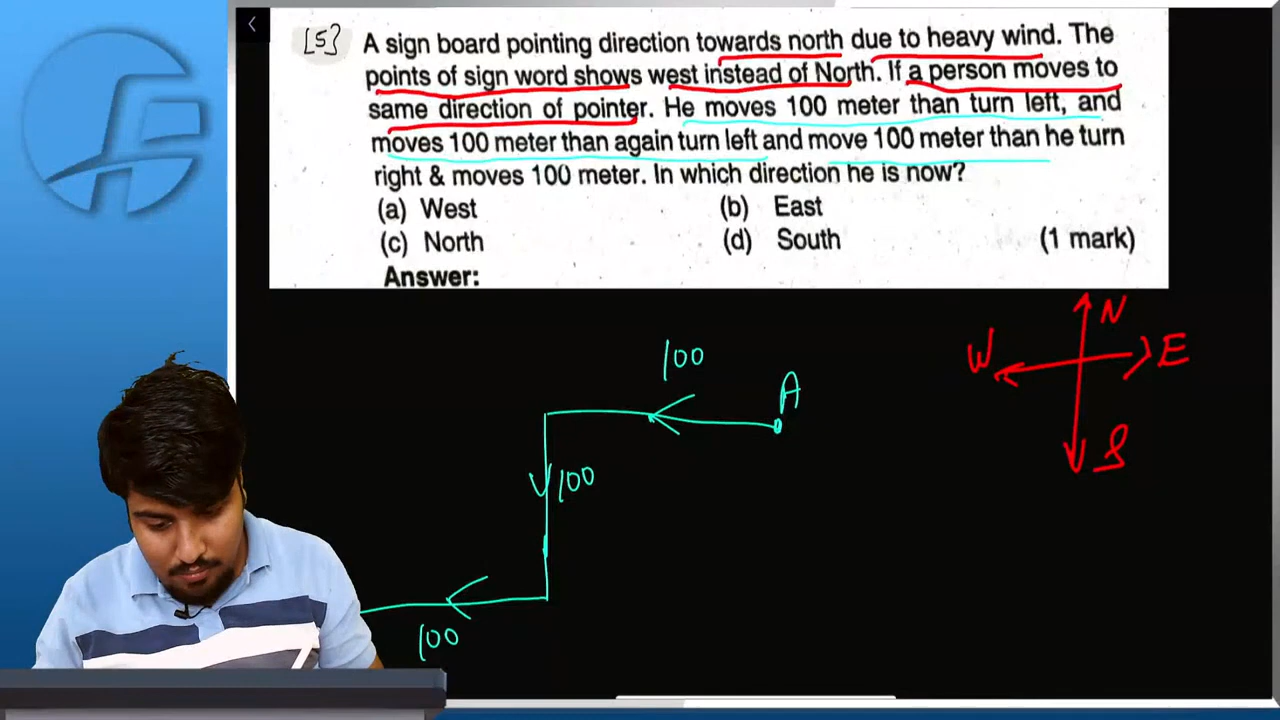 [5] A sign board pointing direction towards north due to heavy wind. The
points of sign word shows west instead of North. If a person moves to
same direction of pointer. He moves 100 meter than turn left, and
moves 100 meter than again turn left and move 100 meter than he turn
right & moves 100 meter. In which direction he is now?
(a) West (b) East
(c) North (d) South (1 mark)
Answer:
N
W E
S
100
A
100
100